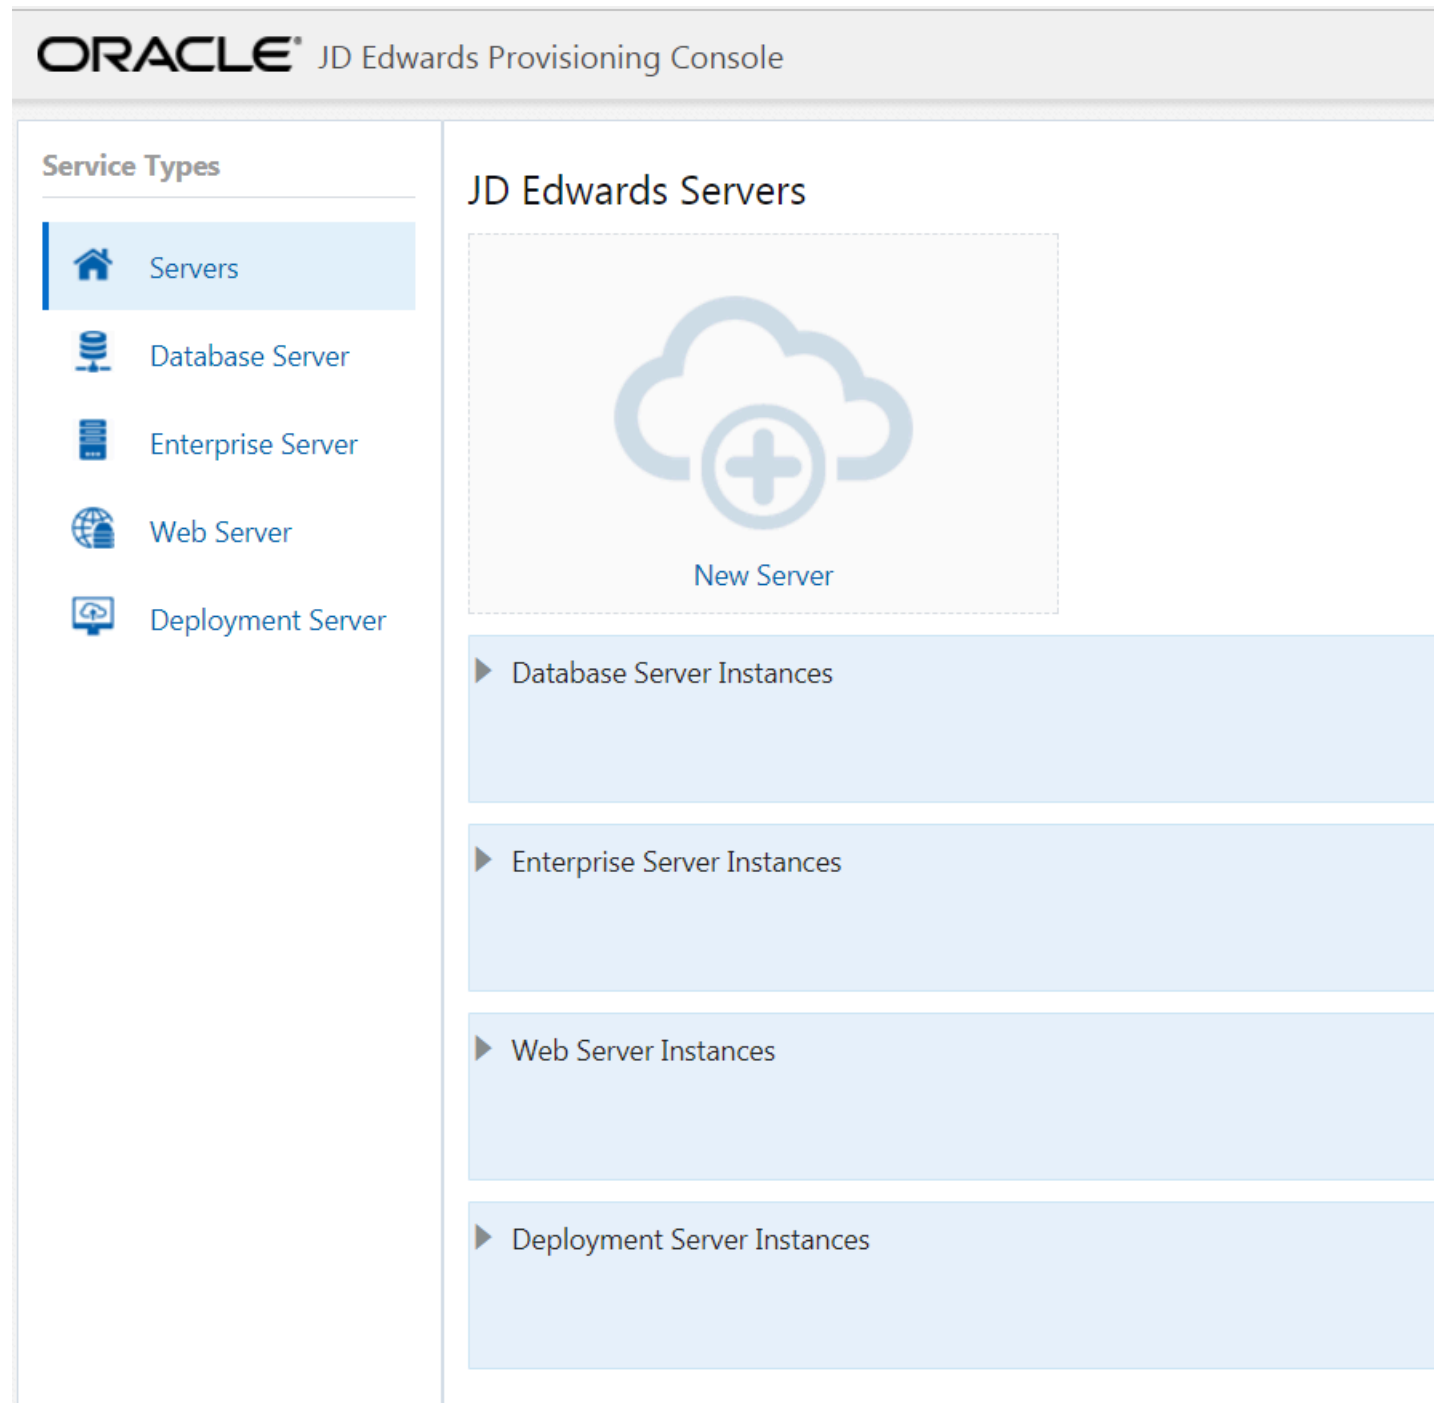 ORACLE® JD Edwards Provisioning Console
Service Types
Servers
Database Server
Enterprise Server
Web Server
Deployment Server
JD Edwards Servers
New Server
Database Server Instances
Enterprise Server Instances
Web Server Instances
Deployment Server Instances